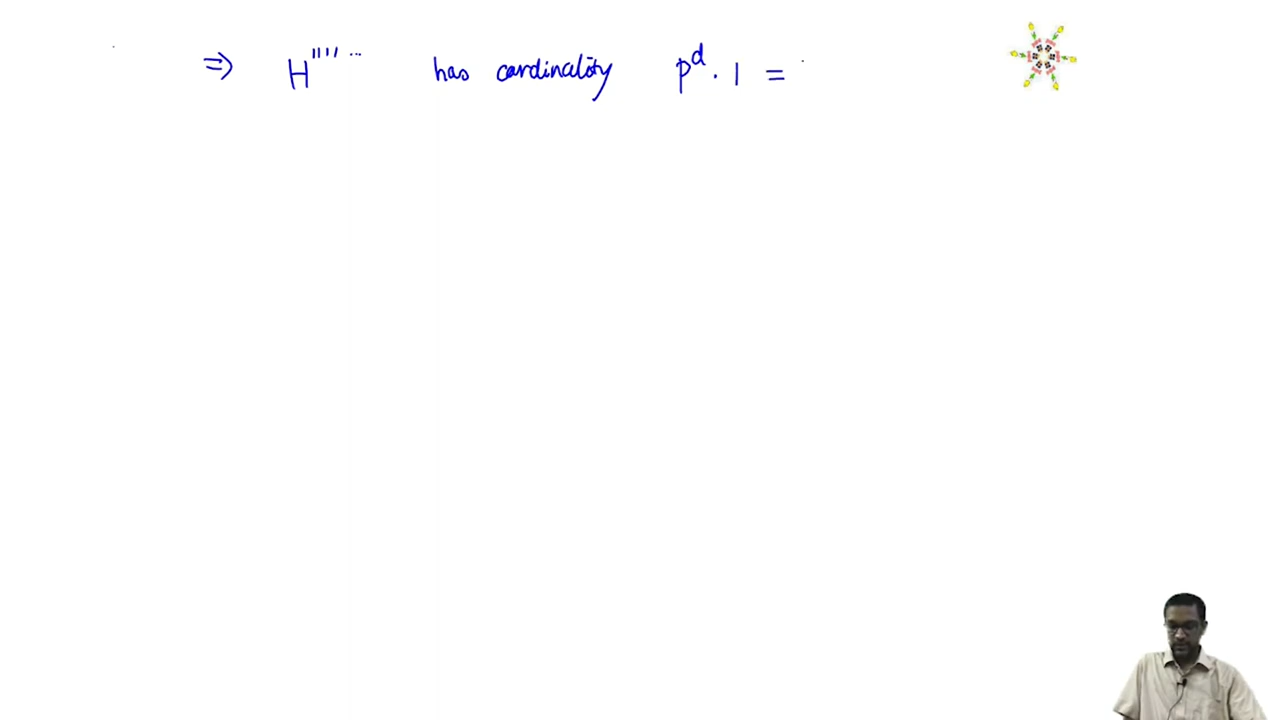 ⇒ H'''''... has cardinality p^d · 1 =